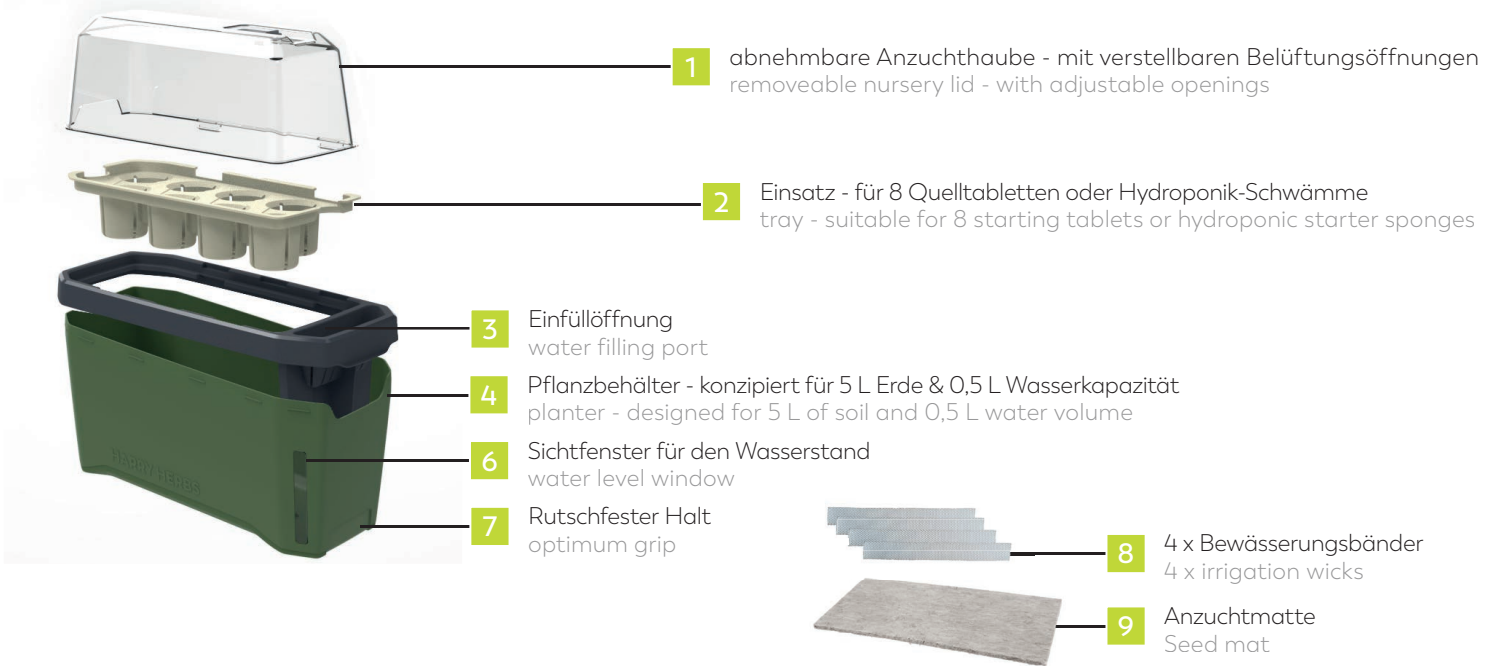 1 abnehmbare Anzuchthaube - mit verstellbaren Belüftungsöffnungen
removeable nursery lid - with adjustable openings
2 Einsatz - für 8 Quelltabletten oder Hydroponik-Schwämme
tray - suitable for 8 starting tablets or hydroponic starter sponges
3 Einfüllöffnung
water filling port
4 Pflanzbehälter - konzipiert für 5 L Erde & 0,5 L Wasserkapazität
planter - designed for 5 L of soil and 0,5 L water volume
HARRY HERBS
6 Sichtfenster für den Wasserstand
water level window
7 Rutschfester Halt
optimum grip
8 4 x Bewässerungsbänder
4 x irrigation wicks
9 Anzuchtmatte
Seed mat